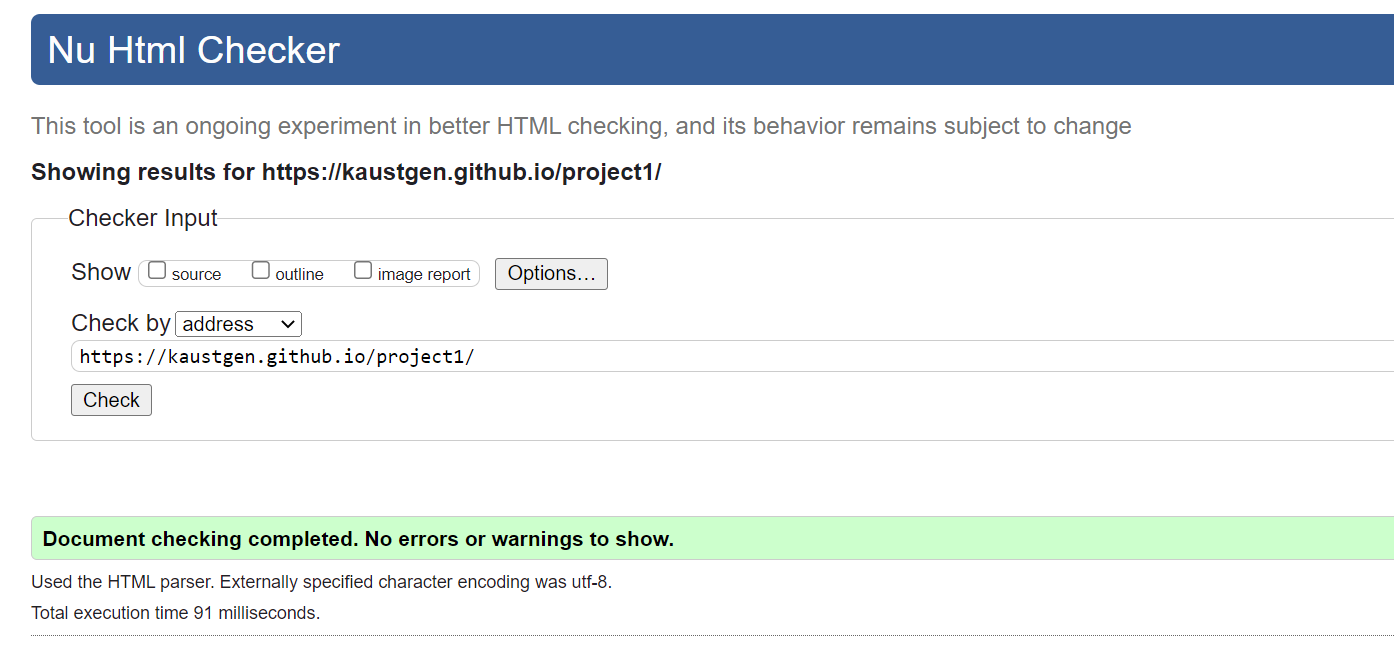 Nu Html Checker
This tool is an ongoing experiment in better HTML checking, and its behavior remains subject to change
Showing results for https://kaustgen.github.io/project1/
Checker Input
Show source outline image report Options...
Check by address
https://kaustgen.github.io/project1/
Check
Document checking completed. No errors or warnings to show.
Used the HTML parser. Externally specified character encoding was utf-8.
Total execution time 91 milliseconds.